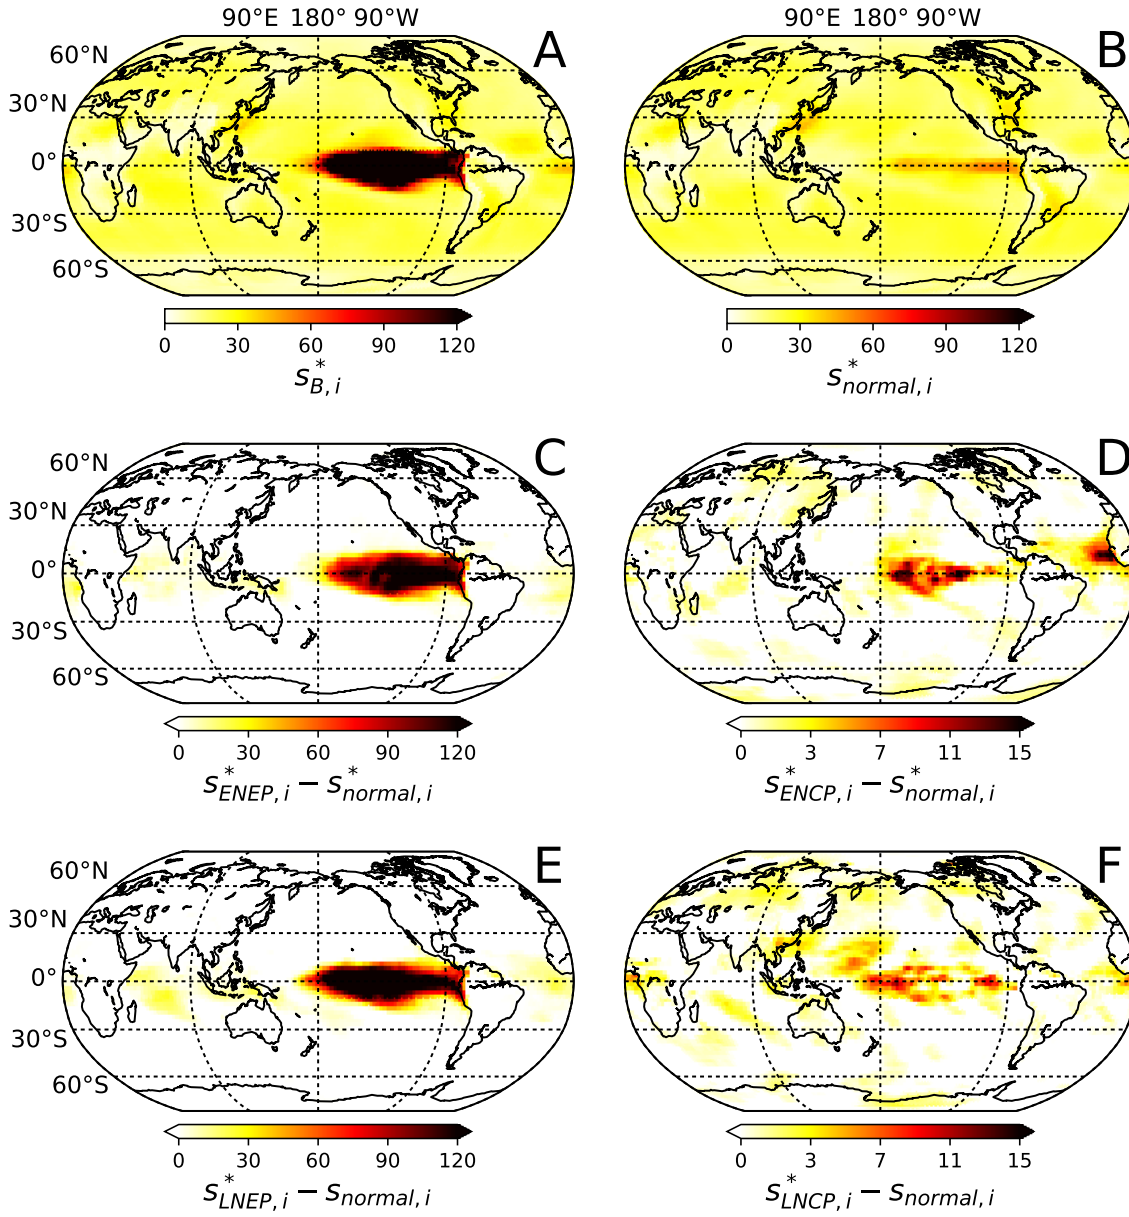 90°E 180° 90°W
90°E 180° 90°W
A
B
60°N
30°N
0°
30°S
60°S
0 30 60 90 120
0 30 60 90 120
s*B,i
s*normal,i
C
D
60°N
30°N
0°
30°S
60°S
0 30 60 90 120
0 3 7 11 15
s*ENEP,i − s*normal,i
s*ENCP,i − s*normal,i
E
F
60°N
30°N
0°
30°S
60°S
0 30 60 90 120
0 3 7 11 15
s*LNEP,i − snormal,i
s*LNCP,i − snormal,i